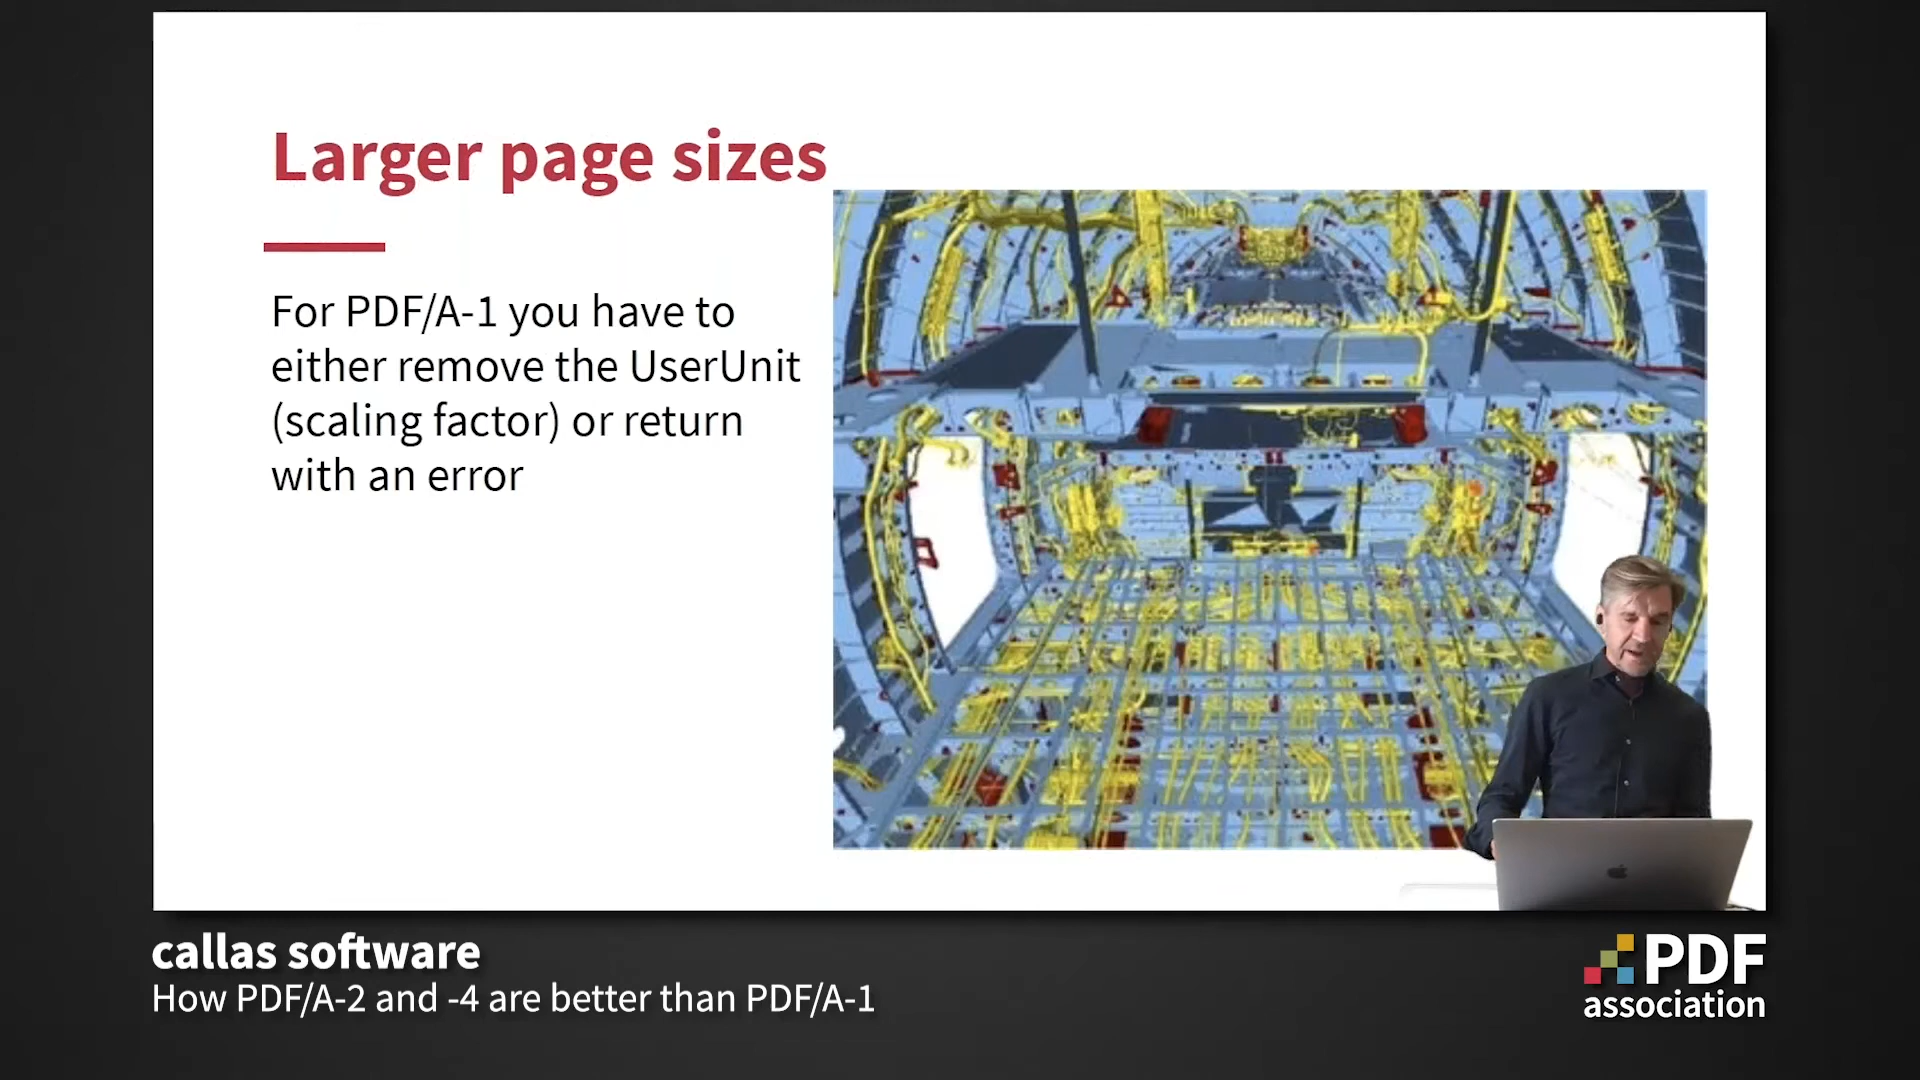 Larger page sizes
For PDF/A-1 you have to
either remove the UserUnit
(scaling factor) or return
with an error
callas software
How PDF/A-2 and -4 are better than PDF/A-1
PDF
association